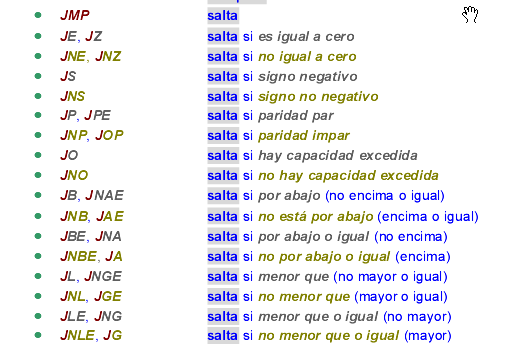 JMP salta
JE, JZ salta si es igual a cero
JNE, JNZ salta si no igual a cero
JS salta si signo negativo
JNS salta si signo no negativo
JP, JPE salta si paridad par
JNP, JOP salta si paridad impar
JO salta si hay capacidad excedida
JNO salta si no hay capacidad excedida
JB, JNAE salta si por abajo (no encima o igual)
JNB, JAE salta si no está por abajo (encima o igual)
JBE, JNA salta si por abajo o igual (no encima)
JNBE, JA salta si no por abajo o igual (encima)
JL, JNGE salta si menor que (no mayor o igual)
JNL, JGE salta si no menor que (mayor o igual)
JLE, JNG salta si menor que o igual (no mayor)
JNLE, JG salta si no menor que o igual (mayor)